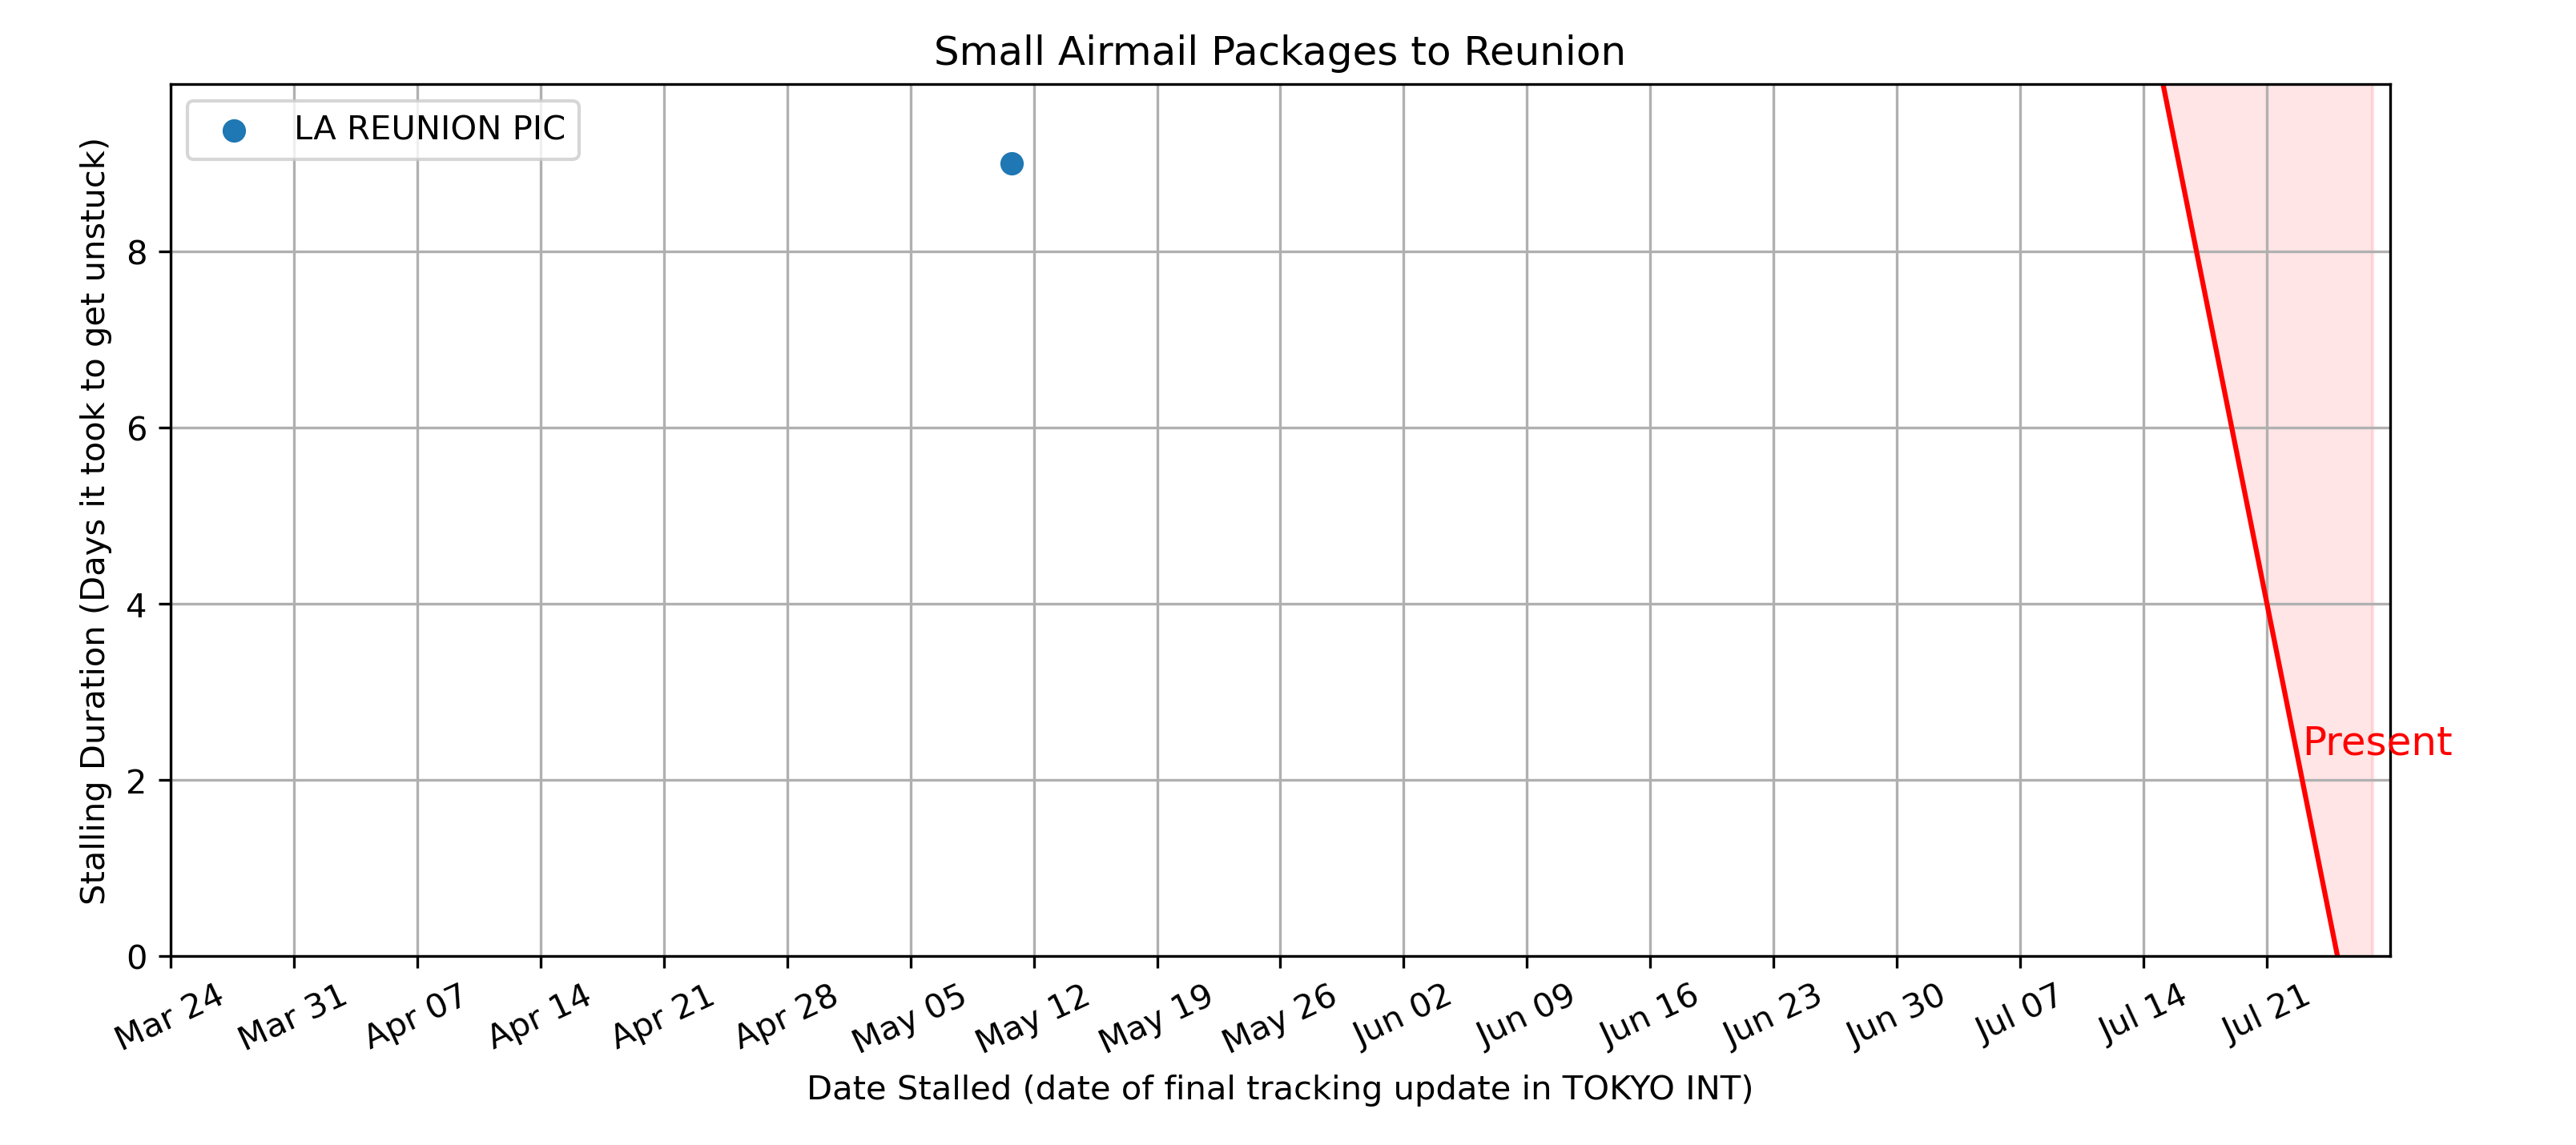 Small Airmail Packages to Reunion
LA REUNION PIC
Stalling Duration (Days it took to get unstuck)
8
6
4
2
0
Present
Mar 24
Mar 31
Apr 07
Apr 14
Apr 21
Apr 28
May 05
May 12
May 19
May 26
Jun 02
Jun 09
Jun 16
Jun 23
Jun 30
Jul 07
Jul 14
Jul 21
Date Stalled (date of final tracking update in TOKYO INT)